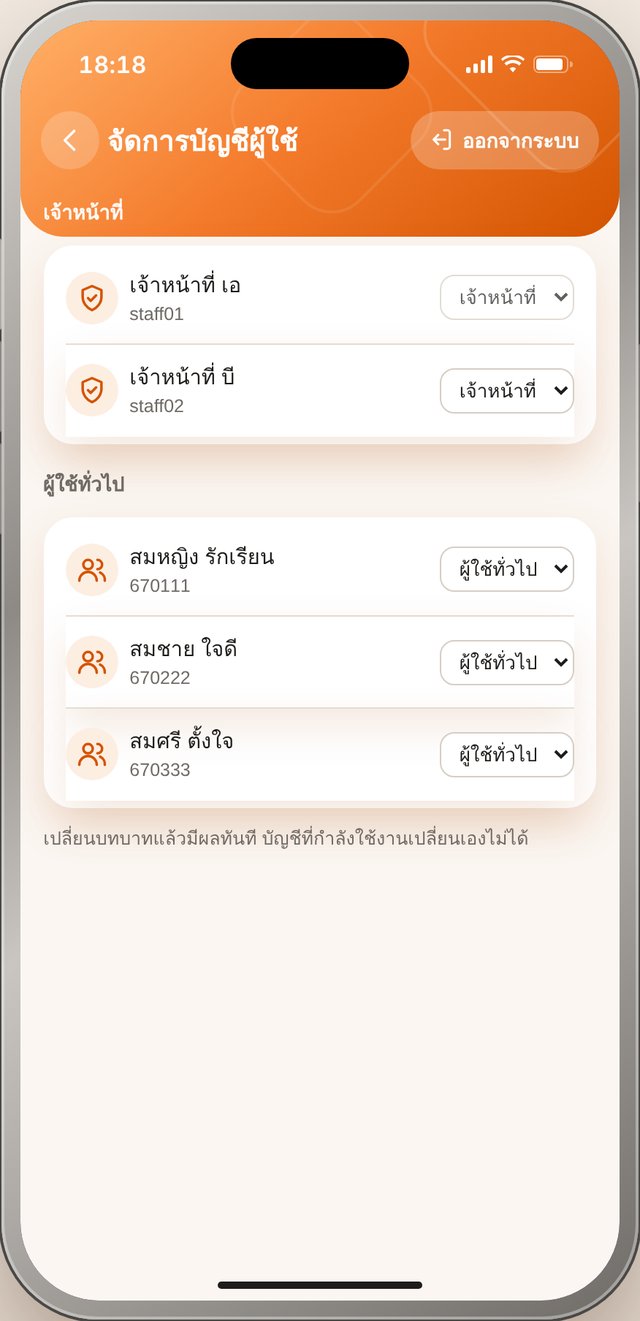 18:18
จัดการบัญชีผู้ใช้
ออกจากระบบ
เจ้าหน้าที่
เจ้าหน้าที่ เอ
staff01
เจ้าหน้าที่
เจ้าหน้าที่ บี
staff02
เจ้าหน้าที่
ผู้ใช้ทั่วไป
สมหญิง รักเรียน
670111
ผู้ใช้ทั่วไป
สมชาย ใจดี
670222
ผู้ใช้ทั่วไป
สมศรี ตั้งใจ
670333
ผู้ใช้ทั่วไป
เปลี่ยนบทบาทแล้วมีผลทันที บัญชีที่กำลังใช้งานเปลี่ยนเองไม่ได้